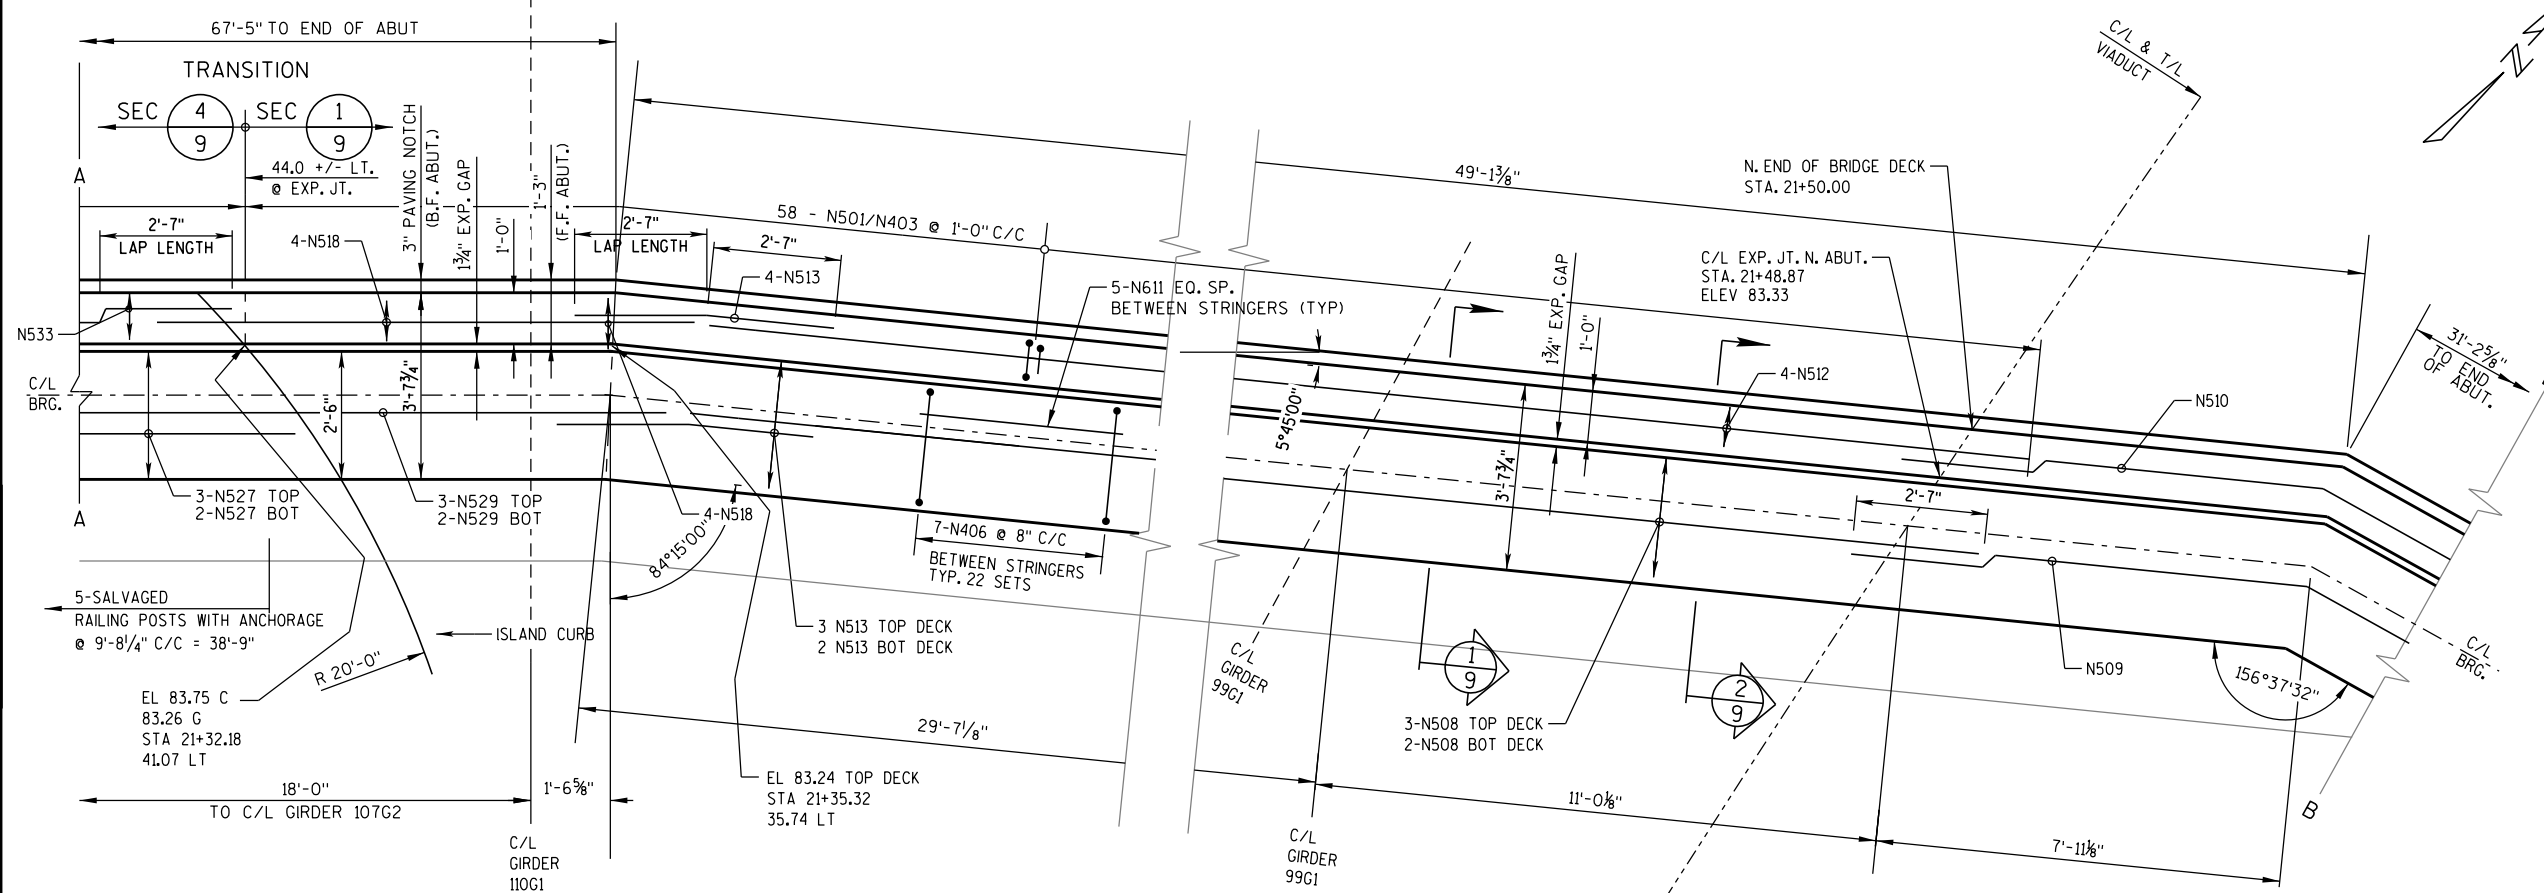 67'-5" TO END OF ABUT
TRANSITION
SEC 4/9 SEC 1/9
44.0 +/- LT.
@ EXP. JT.
A
3" PAVING NOTCH
(B.F. ABUT.)
1¾" EXP. GAP
1'-0"
1'-3"
(F.F. ABUT.)
2'-7"
LAP LENGTH
4-N518
2'-7"
LAP LENGTH
2'-7"
4-N513
N533
58 - N501/N403 @ 1'-0" C/C
49'-1⅜"
5-N611 EQ. SP.
BETWEEN STRINGERS (TYP)
C/L & T/L
VIADUCT
N. END OF BRIDGE DECK
STA. 21+50.00
C/L EXP. JT. N. ABUT.
STA. 21+48.87
ELEV 83.33
1¾" EXP. GAP
1'-0"
4-N512
N510
31'-2⅝"
TO END
OF ABUT.
N
C/L
BRG.
2'-6"
3'-7¾"
5°45'00"
3'-7¾"
2'-7"
3-N527 TOP
2-N527 BOT
3-N529 TOP
2-N529 BOT
4-N518
A
84°15'00"
7-N406 @ 8" C/C
BETWEEN STRINGERS
TYP. 22 SETS
5-SALVAGED
RAILING POSTS WITH ANCHORAGE
@ 9'-8¼" C/C = 38'-9"
ISLAND CURB
R 20'-0"
3 N513 TOP DECK
2 N513 BOT DECK
C/L
GIRDER
99G1
1/9
2/9
N509
156°37'32"
C/L
BRG.
EL 83.75 C
83.26 G
STA 21+32.18
41.07 LT
29'-7⅛"
3-N508 TOP DECK
2-N508 BOT DECK
EL 83.24 TOP DECK
STA 21+35.32
35.74 LT
18'-0"
TO C/L GIRDER 107G2
1'-6⅝"
11'-0⅛"
7'-11⅛"
B
C/L
GIRDER
110G1
C/L
GIRDER
99G1